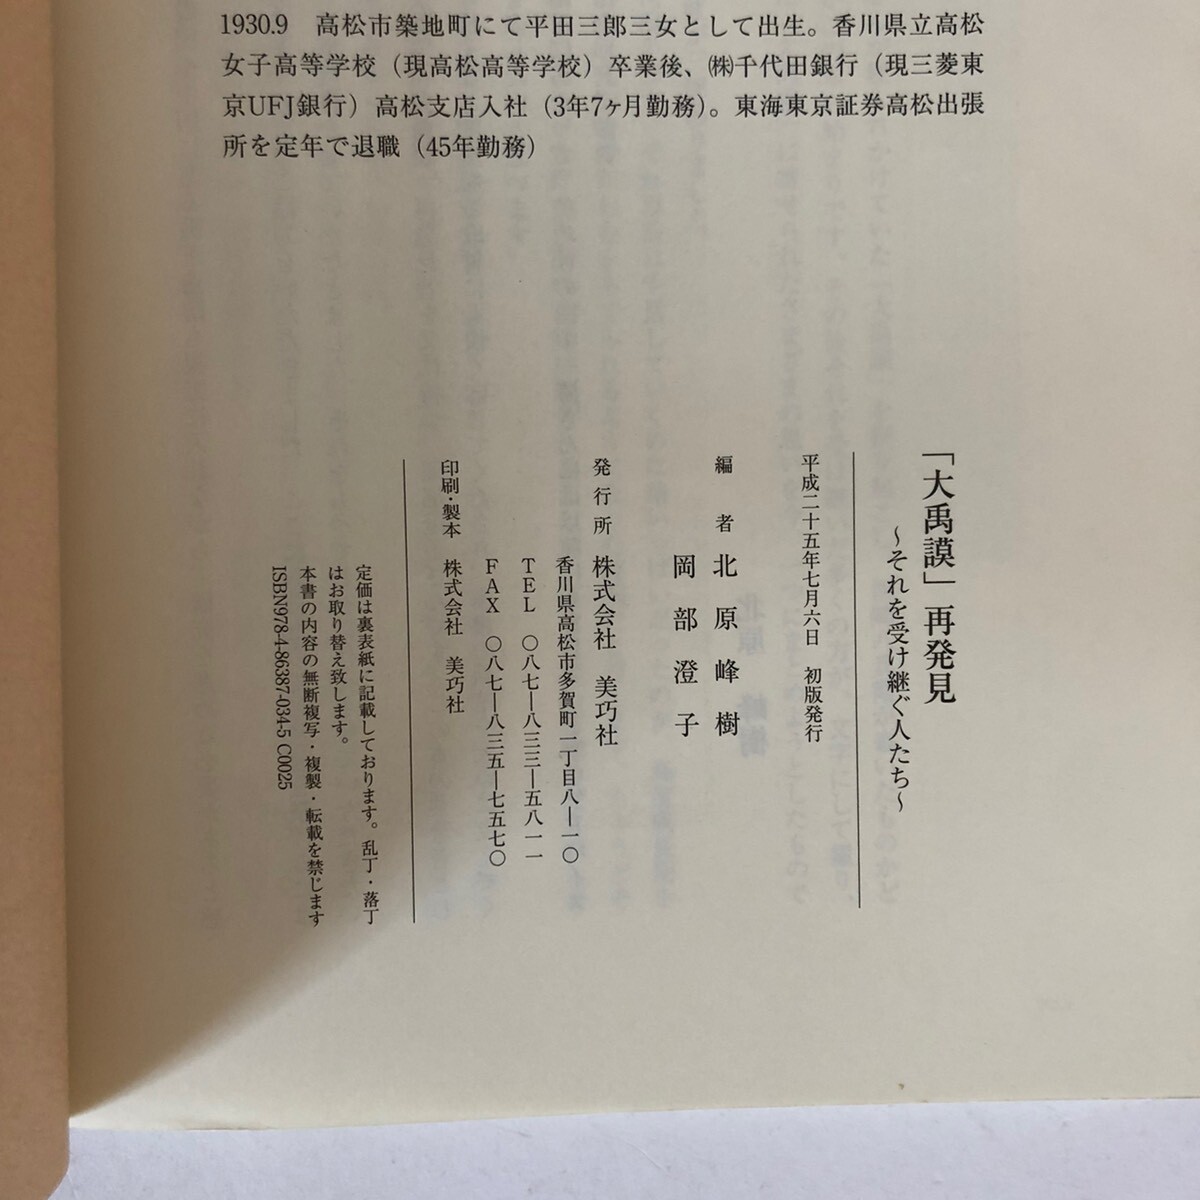 1930.9　高松市築地町にて平田三郎三女として出生。香川県立高松
女子高等学校（現高松高等学校）卒業後、㈱千代田銀行（現三菱東
京UFJ銀行）高松支店入社（3年7ヶ月勤務）。東海東京証券高松出張
所を定年で退職（45年勤務）
「大禹謨」再発見
～それを受け継ぐ人たち～
平成二十五年七月六日　初版発行
編　者　北原峰樹
岡部澄子
発行所　株式会社　美巧社
香川県高松市多賀町一丁目八―一〇
TEL　〇八七―八三三―五八一一
FAX　〇八七―八三五―七五七〇
印刷・製本　株式会社　美巧社
定価は裏表紙に記載しております。乱丁・落丁
はお取り替え致します。
本書の内容の無断複写・複製・転載を禁じます
ISBN978-4-86387-034-5 C0025